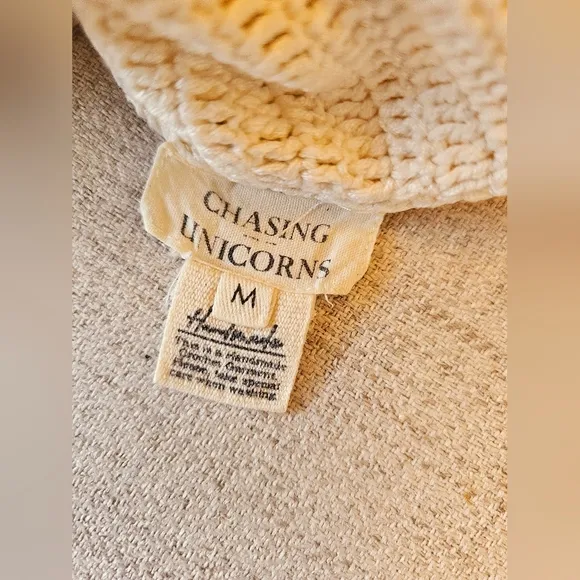 CHASING
UNICORNS
M
Handmade
This is a Handmade
Crochet Garment,
please, take special
care when washing.